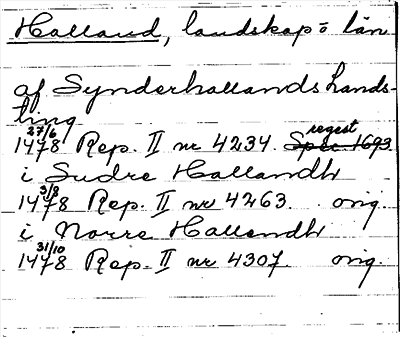 Halland, landskap o län
af Synderhallands hands-
ting
1478 27/6 Rep. II nr 4234. Spec 1693 regest
i Sudre Hallandh
1478 3/8 Rep. II nr 4263. orig.
i Norre Hallandh
1478 31/10 Rep. II nr 4307. orig.